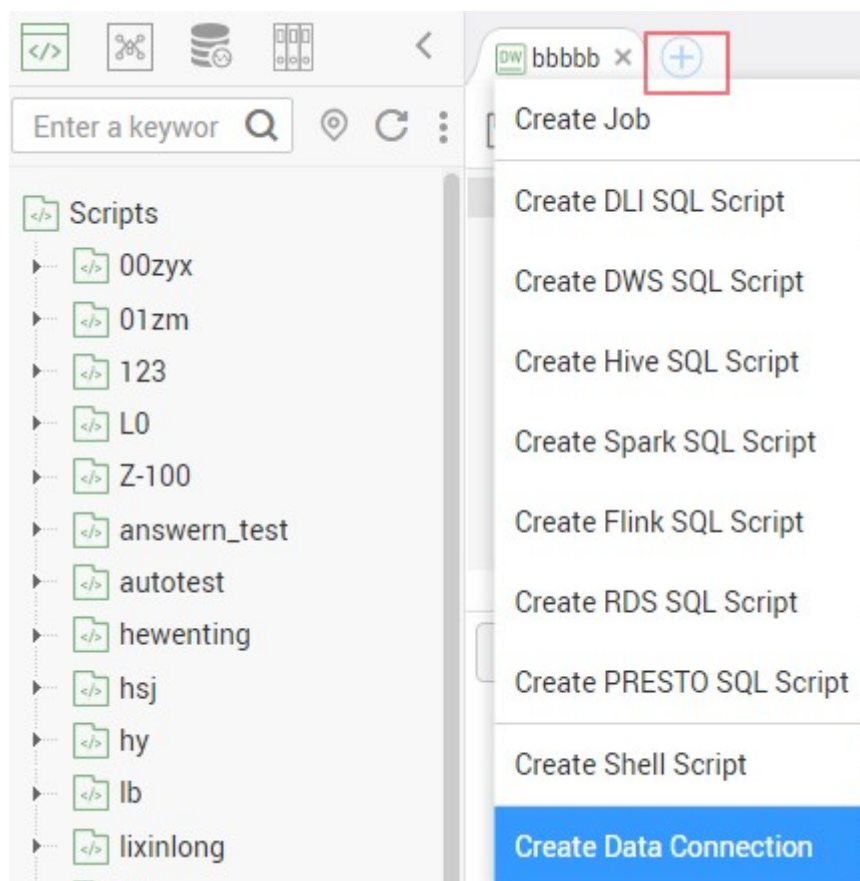 </>
DW bbbbb ×
Enter a keywor
Scripts
00zyx
01zm
123
L0
Z-100
answern_test
autotest
hewenting
hsj
hy
lb
lixinlong
Create Job
Create DLI SQL Script
Create DWS SQL Script
Create Hive SQL Script
Create Spark SQL Script
Create Flink SQL Script
Create RDS SQL Script
Create PRESTO SQL Script
Create Shell Script
Create Data Connection